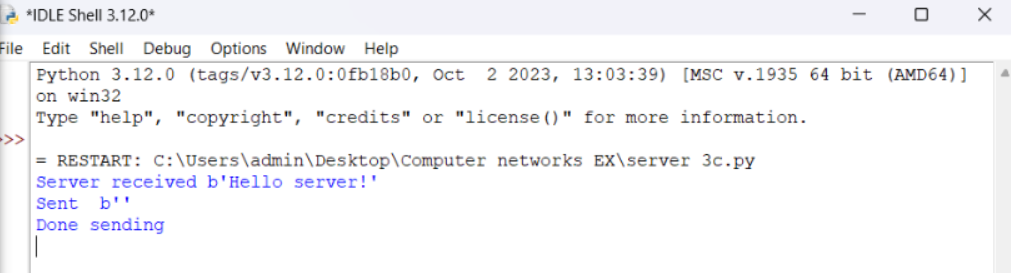 *IDLE Shell 3.12.0*
File Edit Shell Debug Options Window Help
Python 3.12.0 (tags/v3.12.0:0fb18b0, Oct  2 2023, 13:03:39) [MSC v.1935 64 bit (AMD64)]
on win32
Type "help", "copyright", "credits" or "license()" for more information.
>>>
= RESTART: C:\Users\admin\Desktop\Computer networks EX\server 3c.py
Server received b'Hello server!'
Sent  b''
Done sending